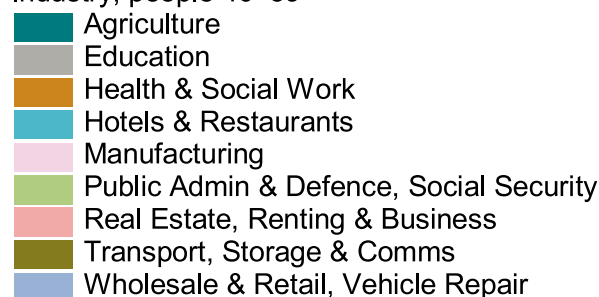 Agriculture
Education
Health & Social Work
Hotels & Restaurants
Manufacturing
Public Admin & Defence, Social Security
Real Estate, Renting & Business
Transport, Storage & Comms
Wholesale & Retail, Vehicle Repair